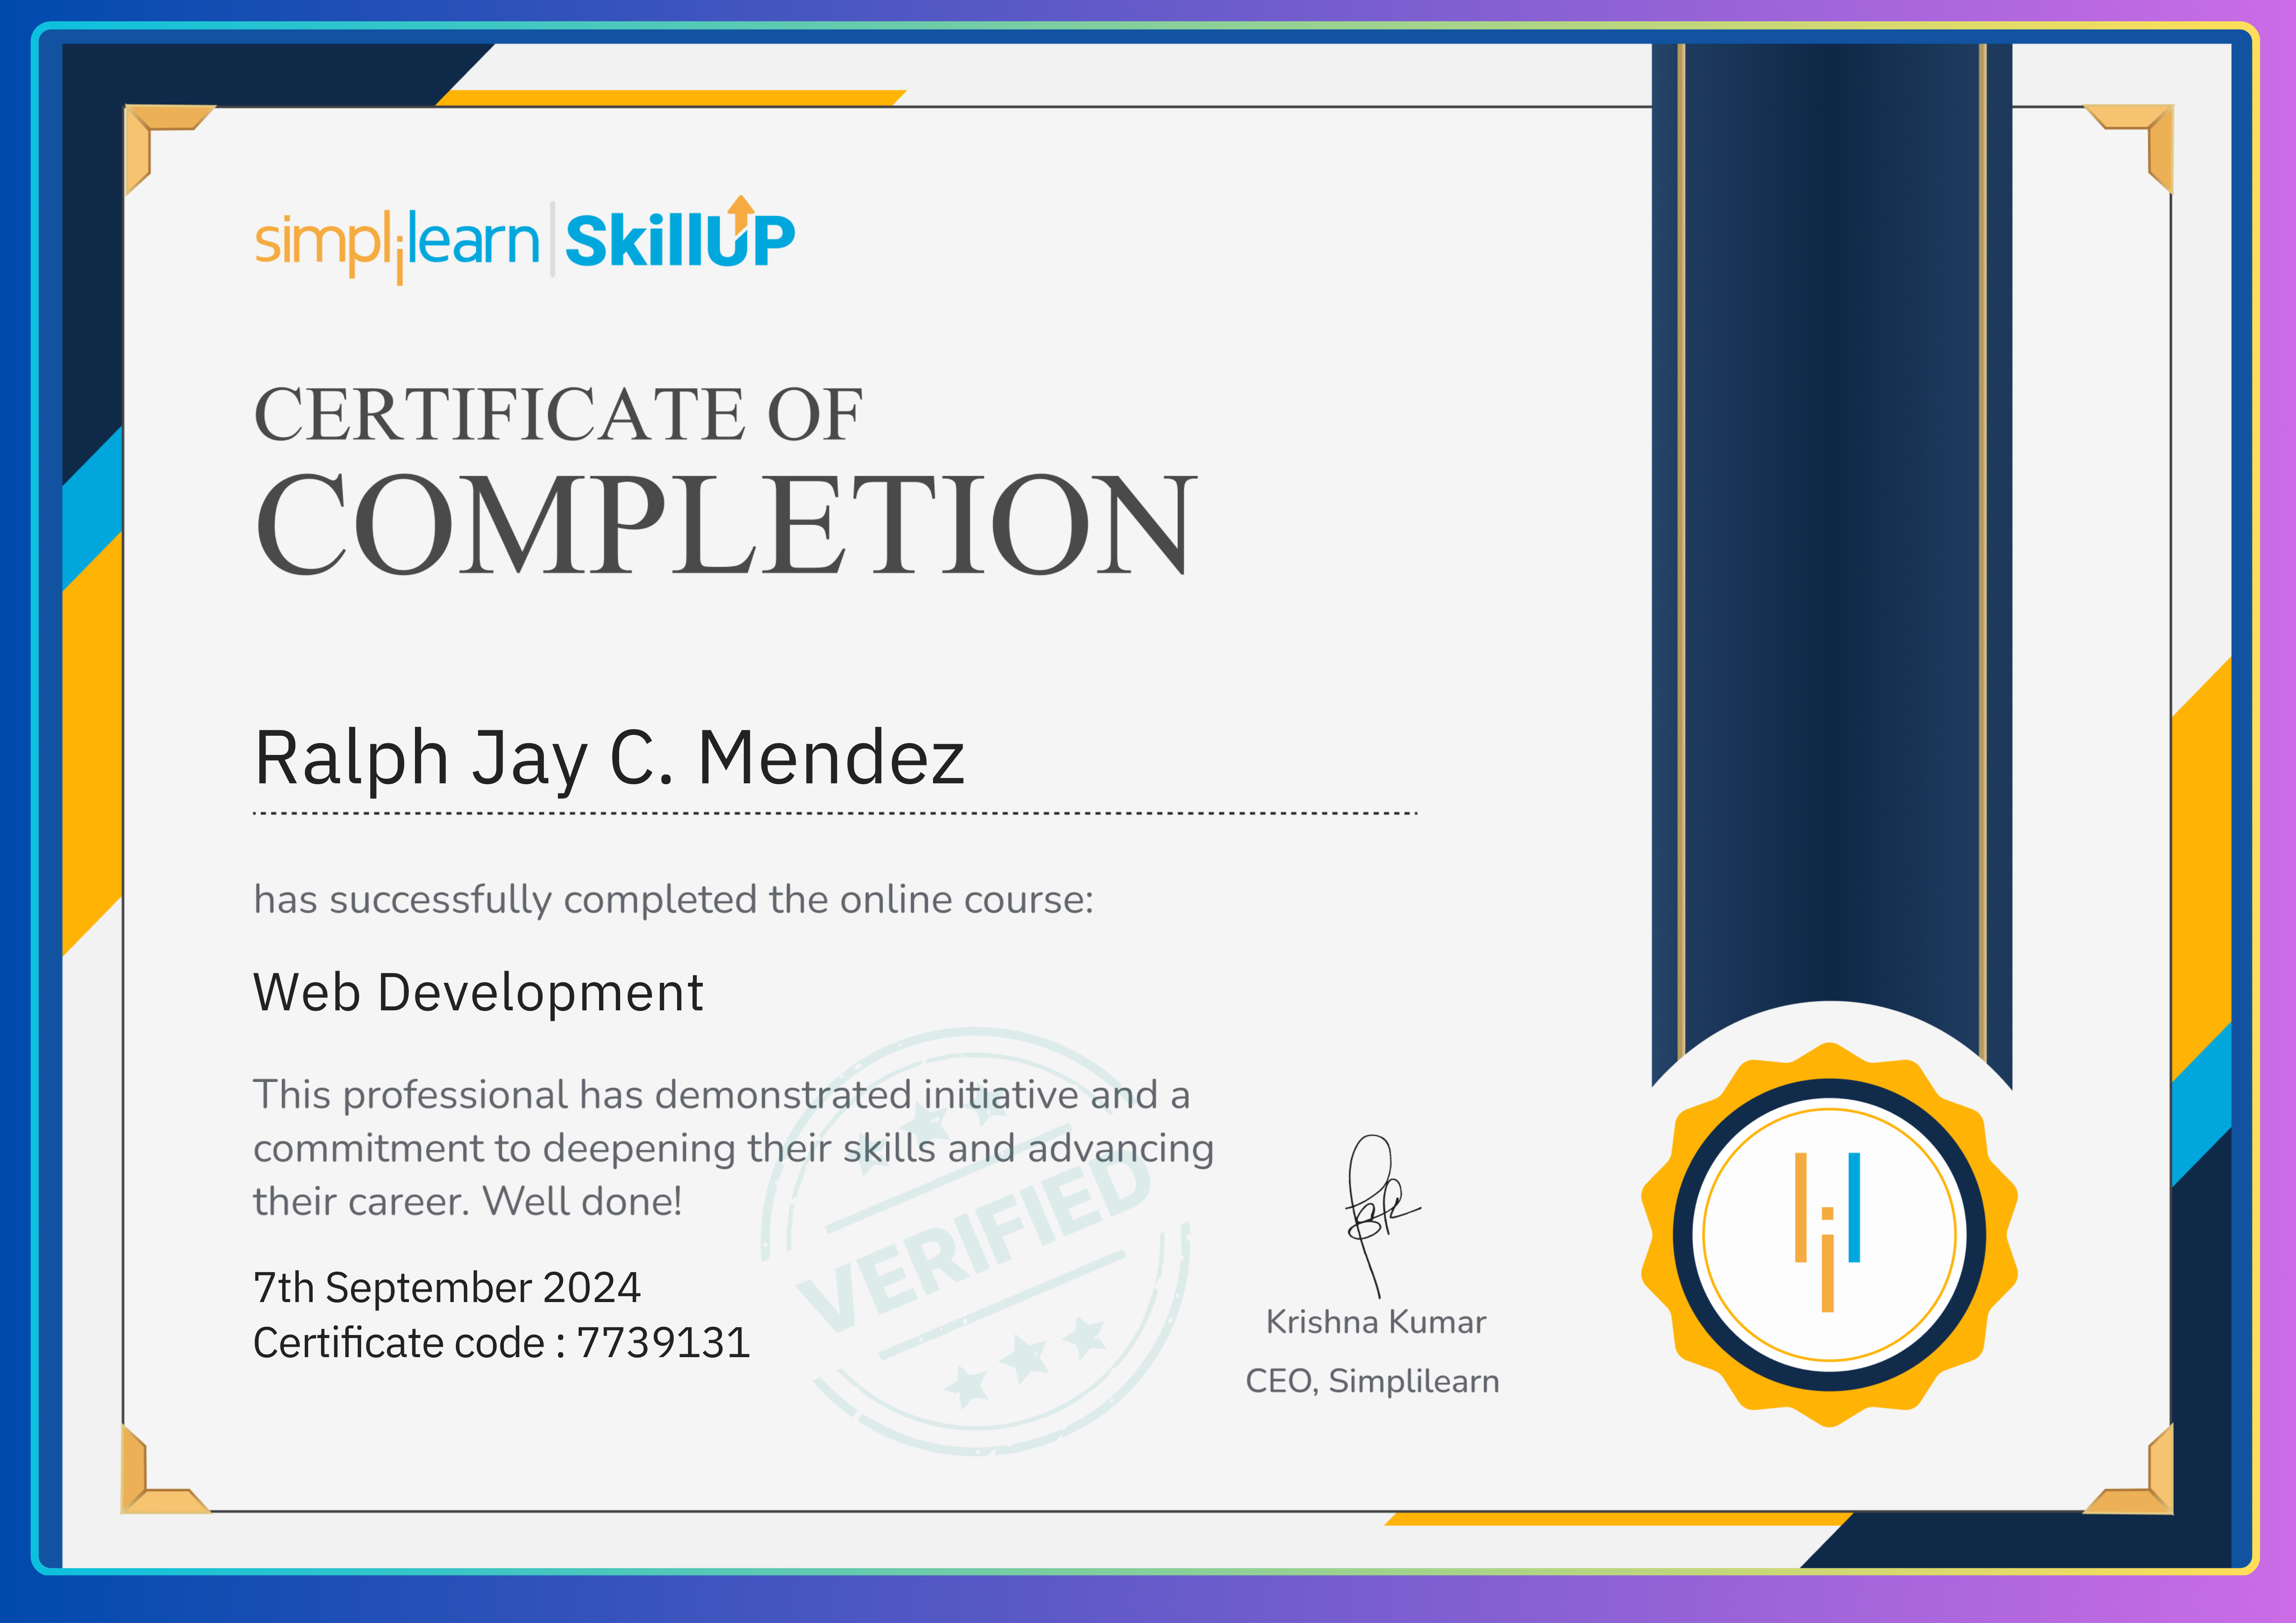 simplilearn | SkillUP
CERTIFICATE OF
COMPLETION
Ralph Jay C. Mendez
has successfully completed the online course:
Web Development
This professional has demonstrated initiative and a
commitment to deepening their skills and advancing
their career. Well done!
VERIFIED
7th September 2024
Certificate code : 7739131
Krishna Kumar
CEO, Simplilearn